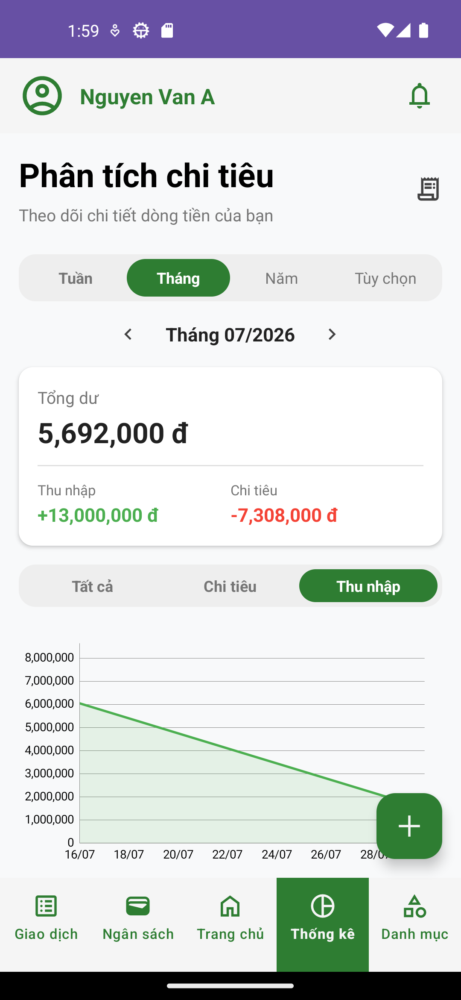 1:59
Nguyen Van A
Phân tích chi tiêu
Theo dõi chi tiết dòng tiền của bạn
Tuần Tháng Năm Tùy chọn
Tháng 07/2026
Tổng dư
5,692,000 đ
Thu nhập Chi tiêu
+13,000,000 đ -7,308,000 đ
Tất cả Chi tiêu Thu nhập
8,000,000
7,000,000
6,000,000
5,000,000
4,000,000
3,000,000
2,000,000
1,000,000
0
16/07 18/07 20/07 22/07 24/07 26/07
Giao dịch Ngân sách Trang chủ Thống kê Danh mục